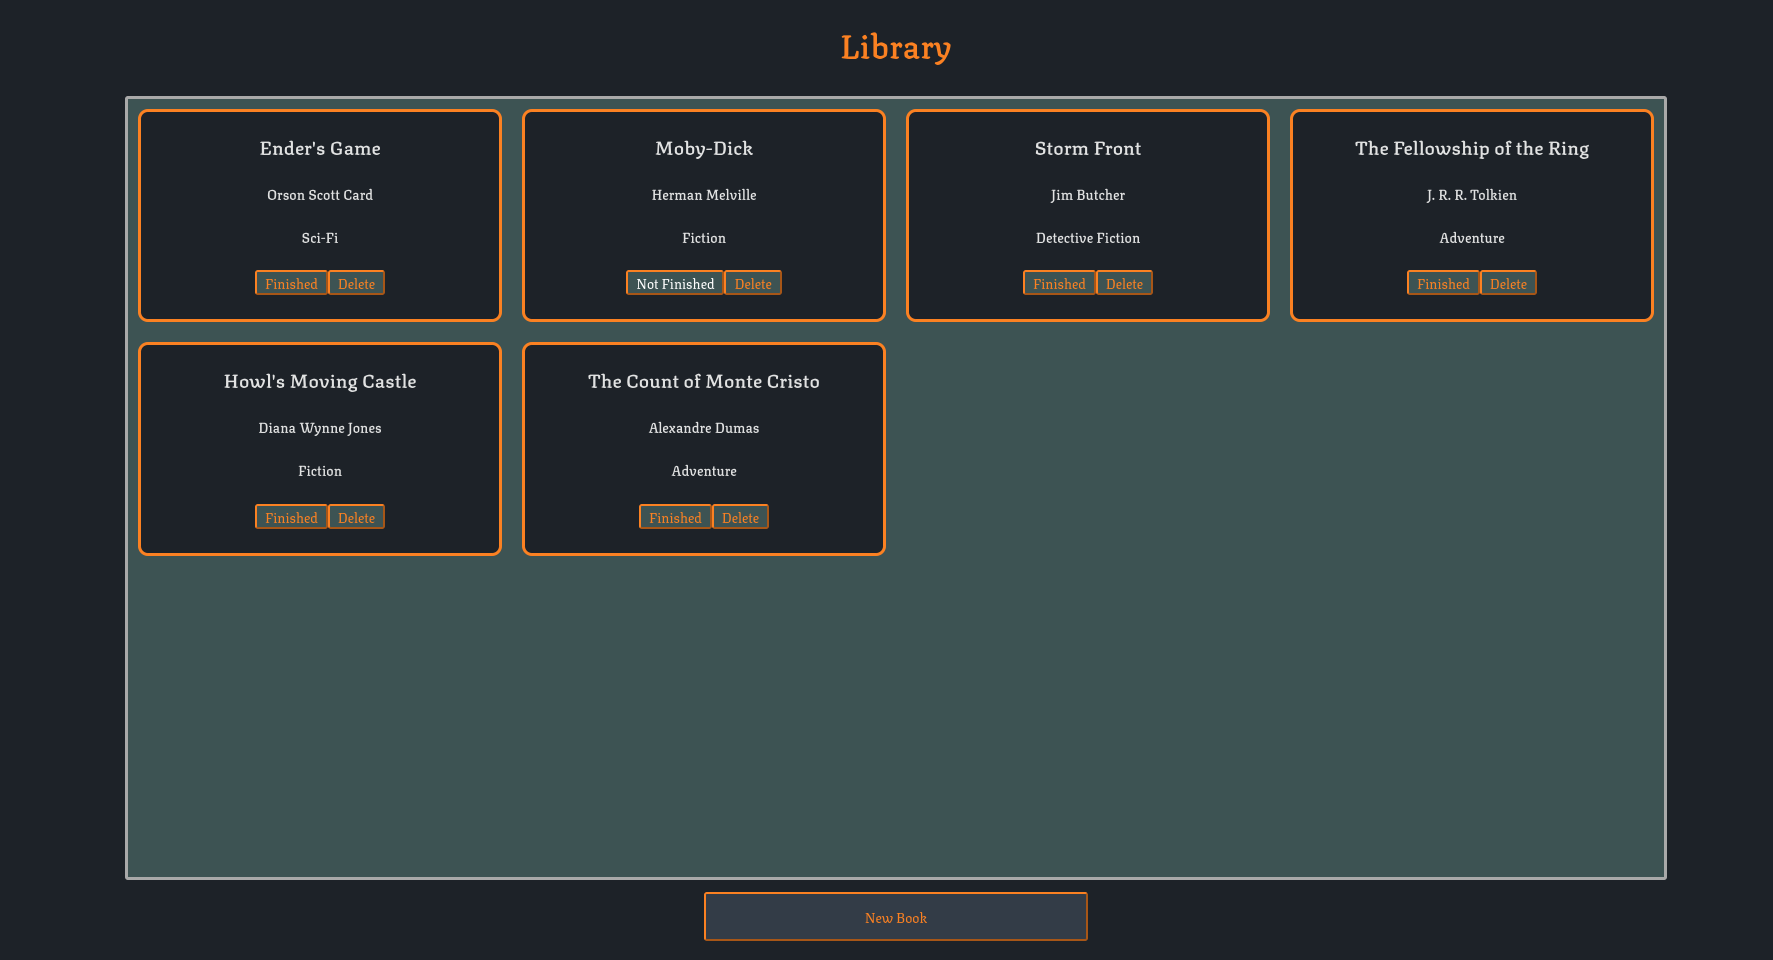 Library
Ender's Game
Orson Scott Card
Sci-Fi
Finished Delete
Moby-Dick
Herman Melville
Fiction
Not Finished Delete
Storm Front
Jim Butcher
Detective Fiction
Finished Delete
The Fellowship of the Ring
J. R. R. Tolkien
Adventure
Finished Delete
Howl's Moving Castle
Diana Wynne Jones
Fiction
Finished Delete
The Count of Monte Cristo
Alexandre Dumas
Adventure
Finished Delete
New Book